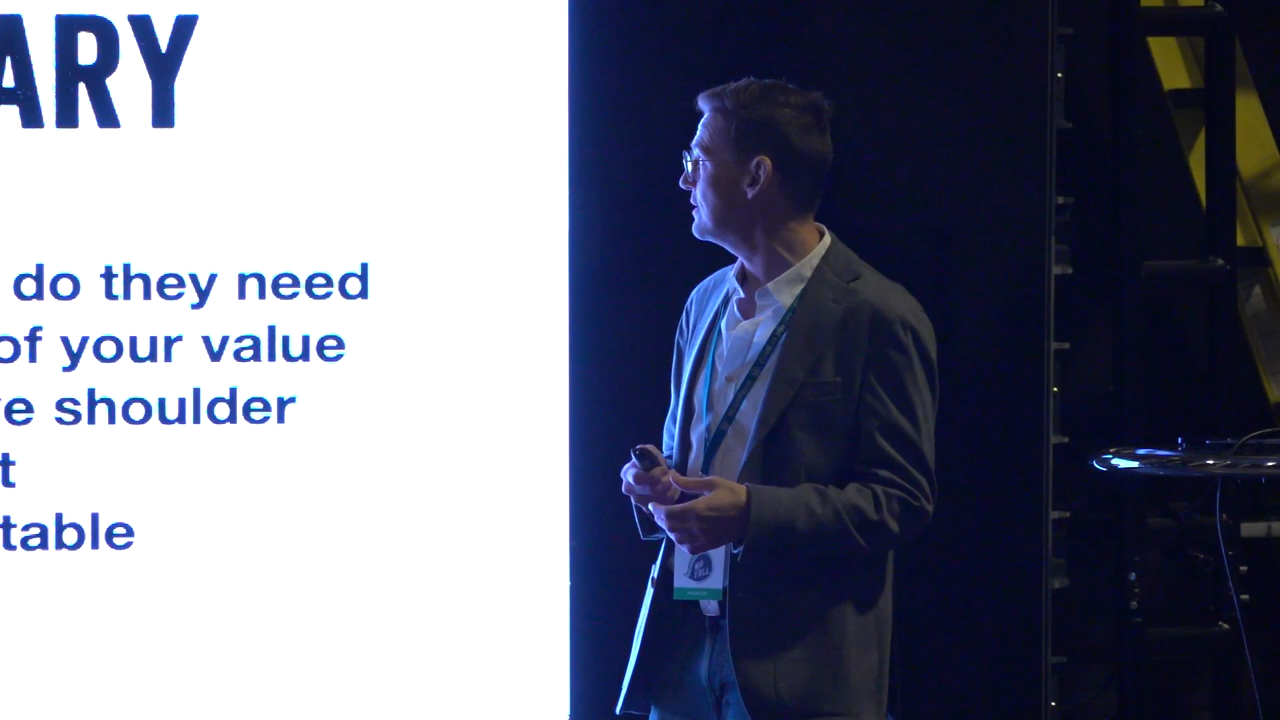 ARY
do they need
of your value
e shoulder
t
table